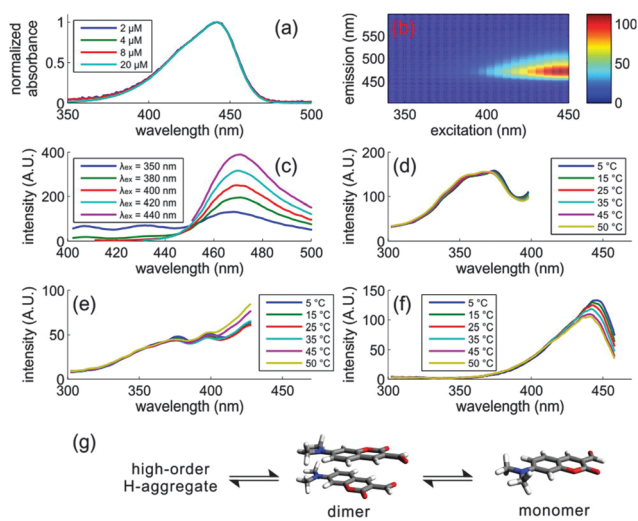 (a)
normalized
absorbance
1
0.5
0
2 μM
4 μM
8 μM
20 μM
350 400 450 500
wavelength (nm)
(b)
emission (nm)
550
500
450
350 400 450
excitation (nm)
100
50
0
(c)
intensity (A.U.)
400
200
0
λex = 350 nm
λex = 380 nm
λex = 400 nm
λex = 420 nm
λex = 440 nm
400 420 440 460 480 500
wavelength (nm)
(d)
intensity (A.U.)
200
100
0
5 °C
15 °C
25 °C
35 °C
45 °C
50 °C
300 350 400 450
wavelength (nm)
(e)
intensity (A.U.)
100
50
0
5 °C
15 °C
25 °C
35 °C
45 °C
50 °C
300 350 400 450
wavelength (nm)
(f)
intensity (A.U.)
150
100
50
0
5 °C
15 °C
25 °C
35 °C
45 °C
50 °C
300 350 400 450
wavelength (nm)
(g)
high-order
H-aggregate
dimer
monomer